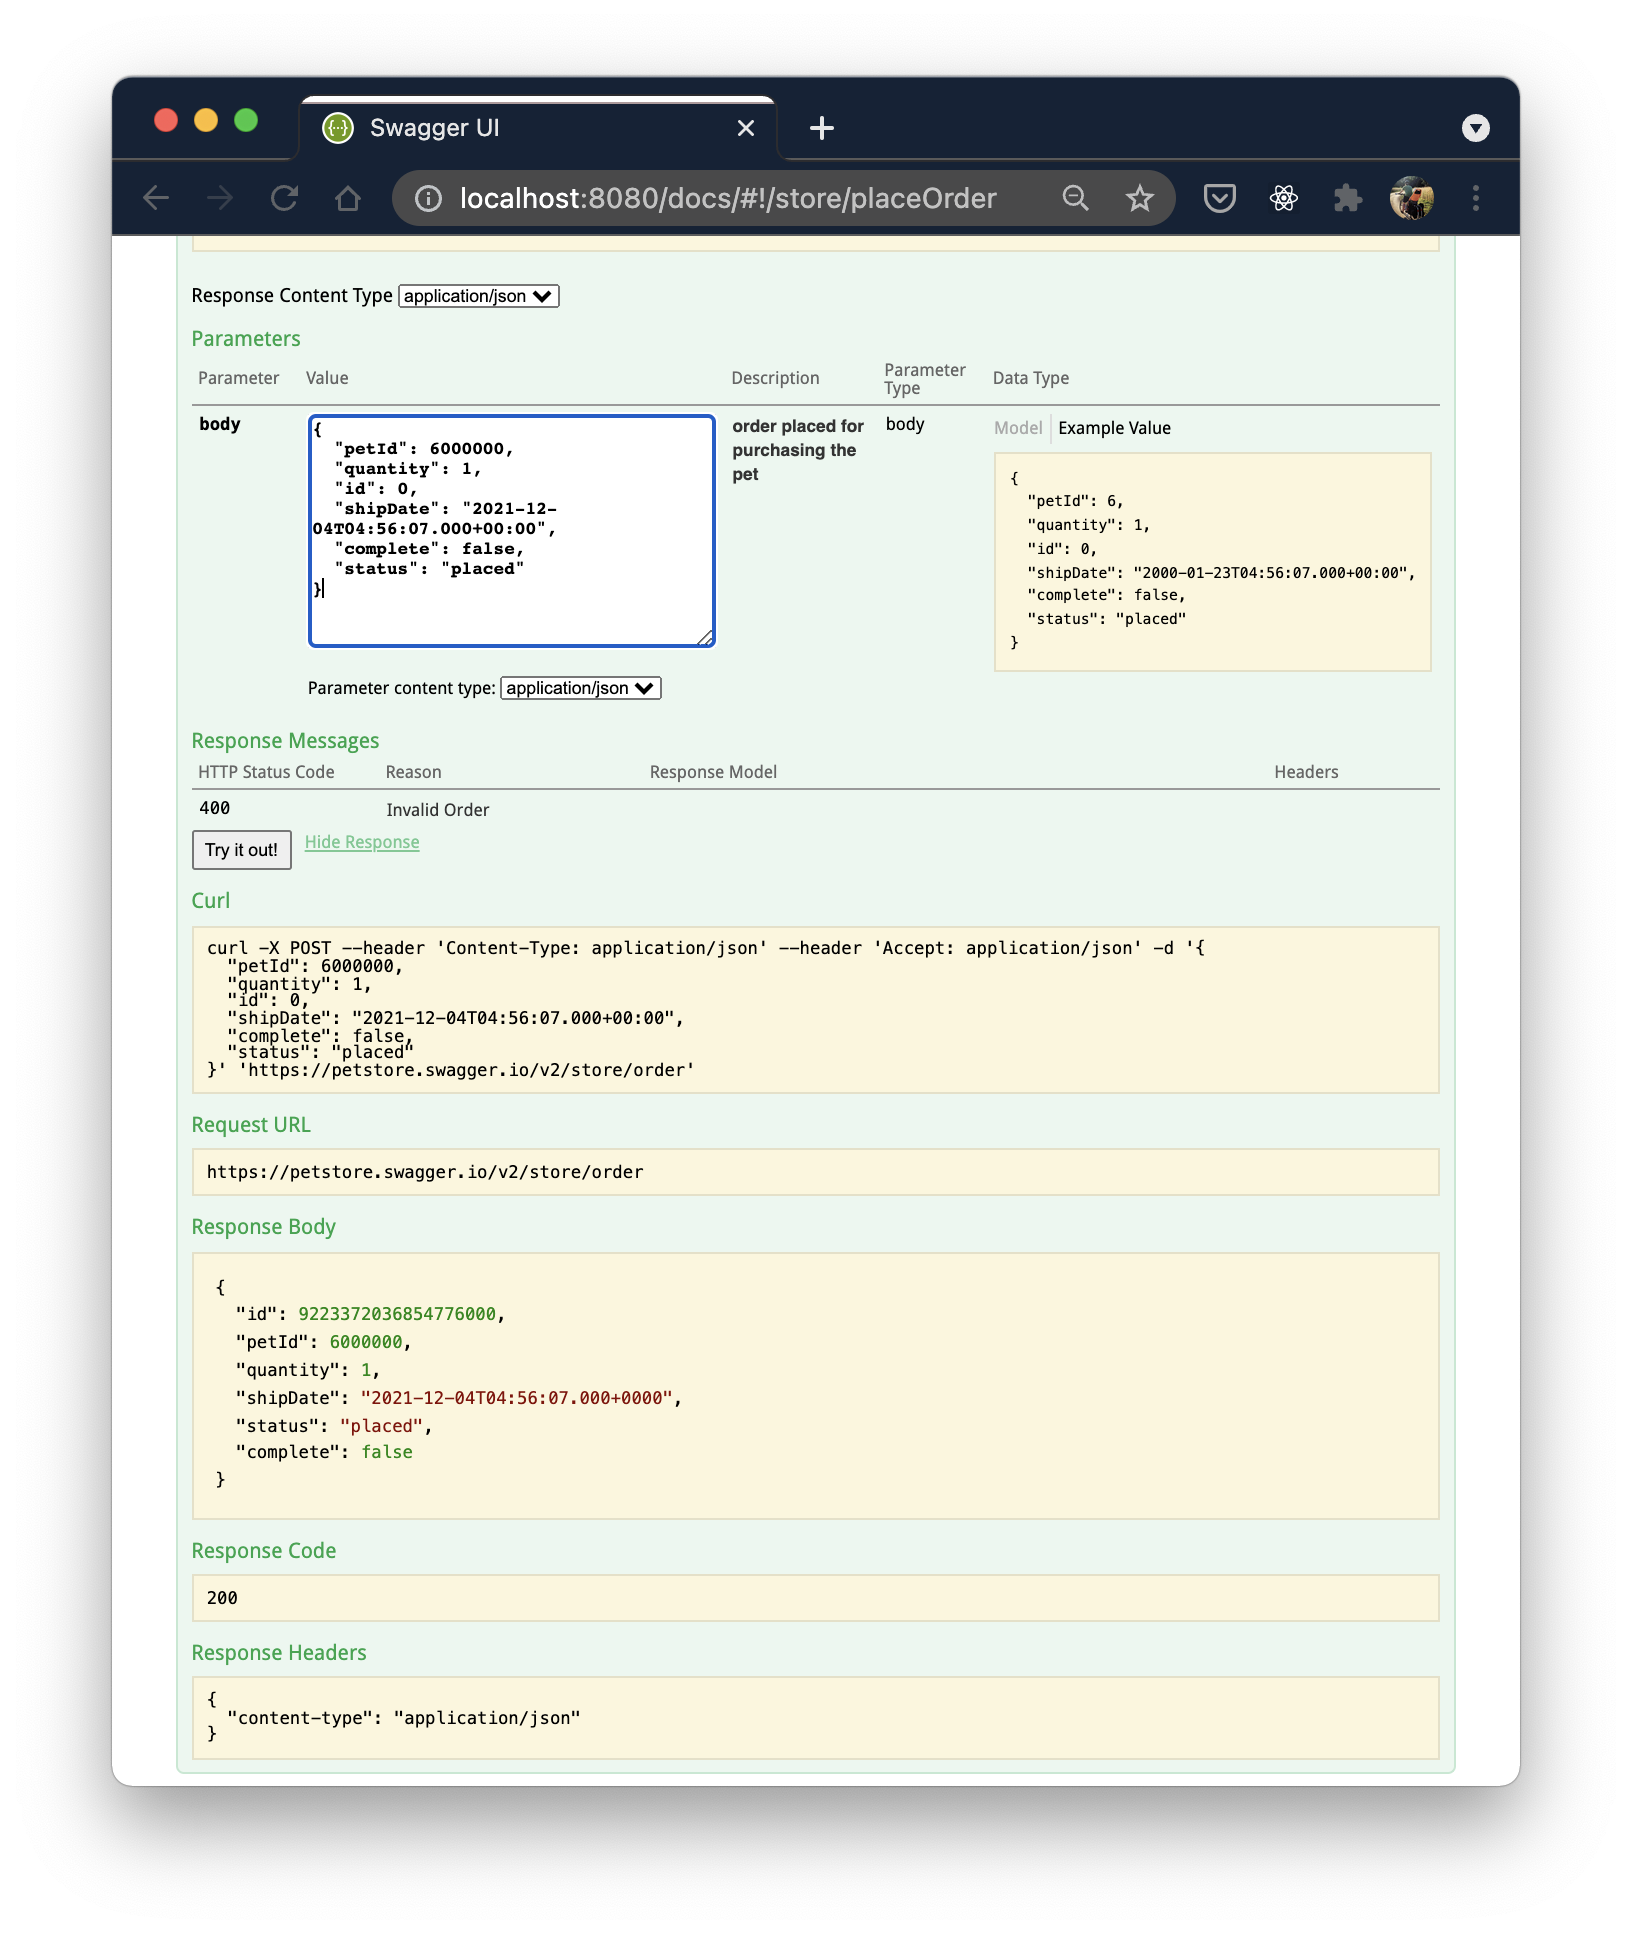 Swagger UI
localhost:8080/docs/#!/store/placeOrder
Response Content Type application/json
Parameters
Parameter Value Description Parameter Type Data Type
body
{
  "petId": 6000000,
  "quantity": 1,
  "id": 0,
  "shipDate": "2021-12-
04T04:56:07.000+00:00",
  "complete": false,
  "status": "placed"
}
Parameter content type: application/json
order placed for
purchasing the
pet
body
Model Example Value
{
  "petId": 6,
  "quantity": 1,
  "id": 0,
  "shipDate": "2000-01-23T04:56:07.000+00:00",
  "complete": false,
  "status": "placed"
}
Response Messages
HTTP Status Code Reason Response Model Headers
400 Invalid Order
Try it out! Hide Response
Curl
curl -X POST --header 'Content-Type: application/json' --header 'Accept: application/json' -d '{
  "petId": 6000000,
  "quantity": 1,
  "id": 0,
  "shipDate": "2021-12-04T04:56:07.000+00:00",
  "complete": false,
  "status": "placed"
}' 'https://petstore.swagger.io/v2/store/order'
Request URL
https://petstore.swagger.io/v2/store/order
Response Body
{
  "id": 9223372036854776000,
  "petId": 6000000,
  "quantity": 1,
  "shipDate": "2021-12-04T04:56:07.000+0000",
  "status": "placed",
  "complete": false
}
Response Code
200
Response Headers
{
  "content-type": "application/json"
}